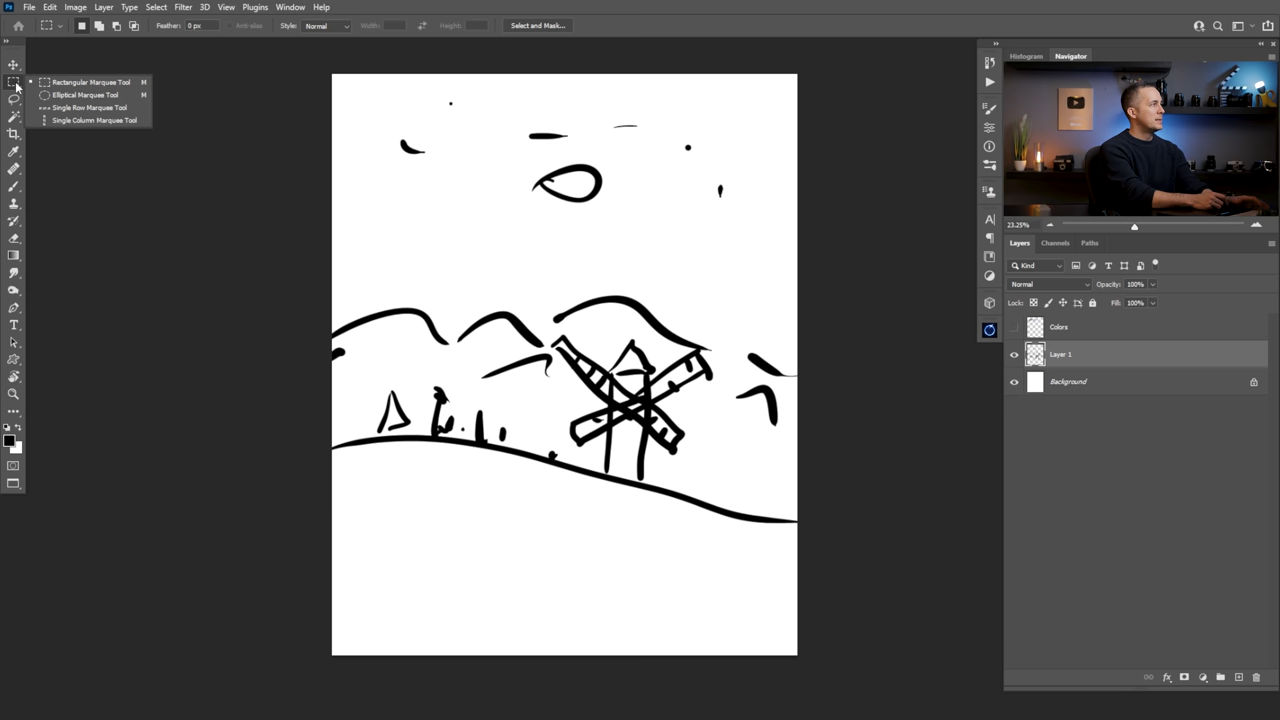 Ps File Edit Image Layer Type Select Filter 3D View Plugins Window Help
Feather: 0 px Anti-alias Style: Normal Width: Height: Select and Mask...
Histogram Navigator
Rectangular Marquee Tool M
Elliptical Marquee Tool M
Single Row Marquee Tool
Single Column Marquee Tool
23.25%
Layers Channels Paths
Kind
Normal Opacity: 100%
Lock: Fill: 100%
Colors
Layer 1
Background